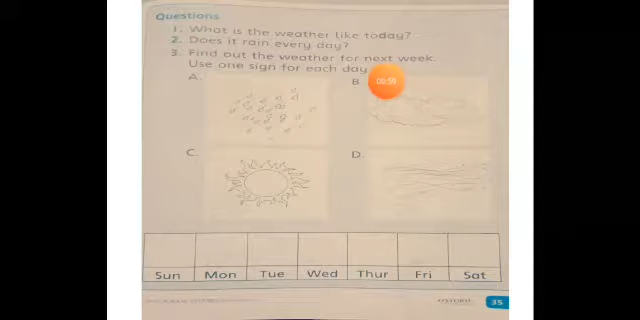 Questions
1. What is the weather like today?
2. Does it rain every day?
3. Find out the weather for next week.
Use one sign for each day
A.
B
00:59
C.
D.
Sun Mon Tue Wed Thur Fri Sat
OXFORD
35